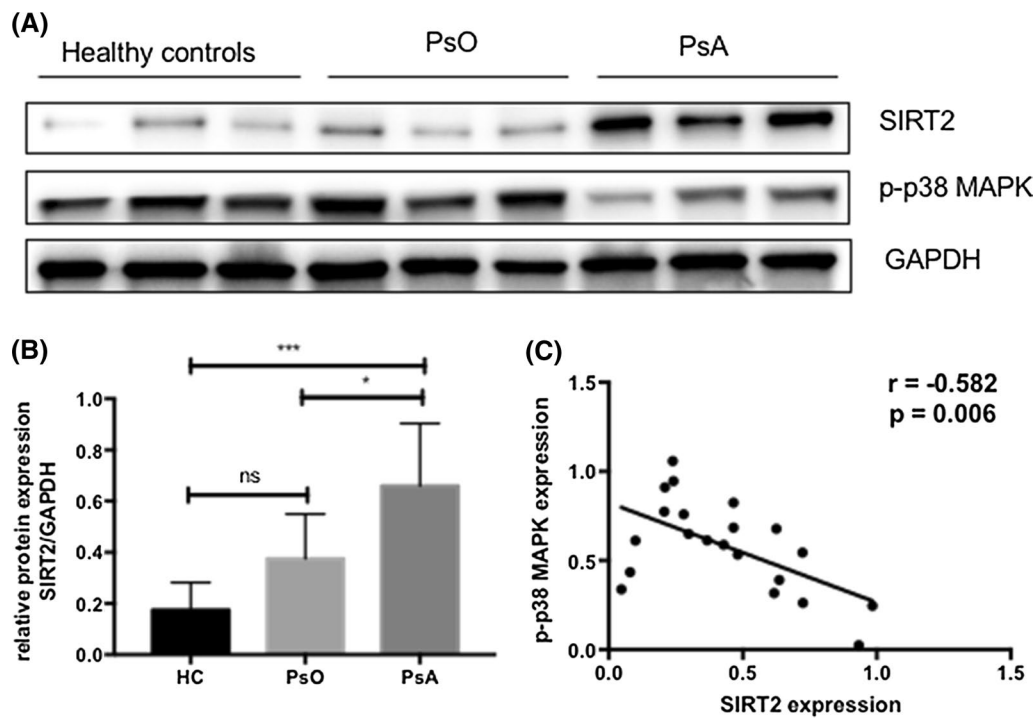 (A)
Healthy controls
PsO
PsA
SIRT2
p-p38 MAPK
GAPDH
(B)
***
*
ns
relative protein expression
SIRT2/GAPDH
1.0
0.8
0.6
0.4
0.2
0.0
HC
PsO
PsA
(C)
r = -0.582
p = 0.006
p-p38 MAPK expression
1.5
1.0
0.5
0.0
0.0
0.5
1.0
1.5
SIRT2 expression